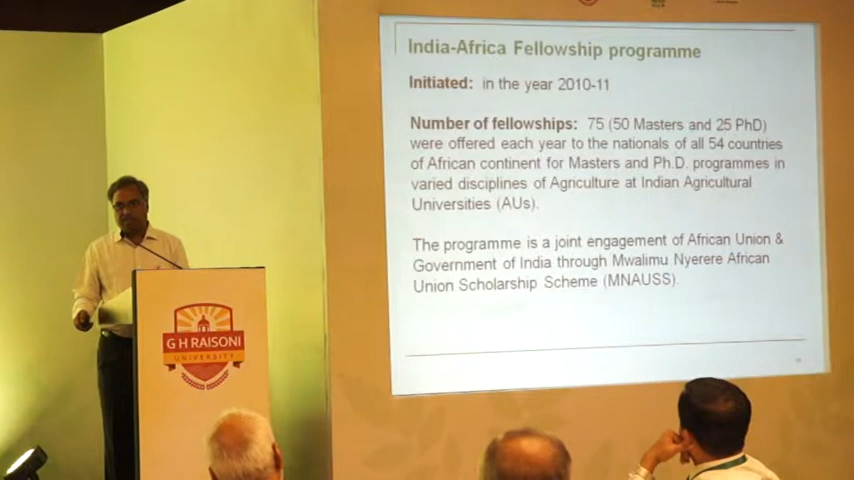 India-Africa Fellowship programme
Initiated: in the year 2010-11
Number of fellowships: 75 (50 Masters and 25 PhD)
were offered each year to the nationals of all 54 countries
of African continent for Masters and Ph.D. programmes in
varied disciplines of Agriculture at Indian Agricultural
Universities (AUs).
The programme is a joint engagement of African Union &
Government of India through Mwalimu Nyerere African
Union Scholarship Scheme (MNAUSS).
G H RAISONI
UNIVERSITY